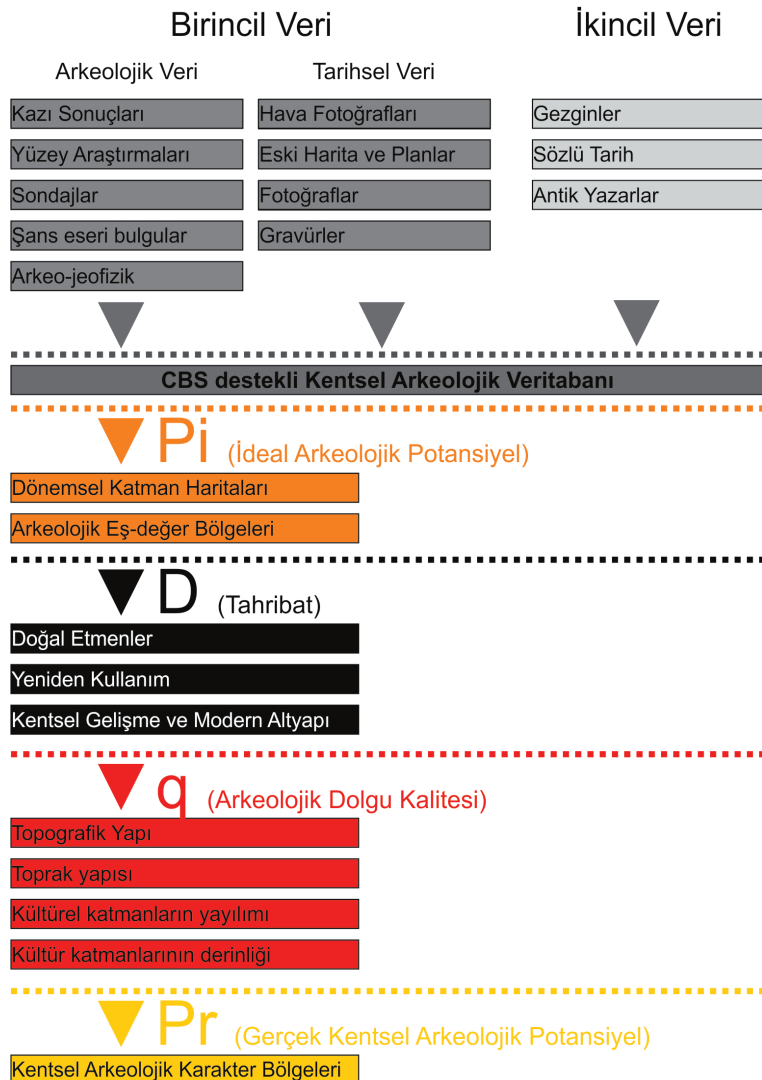 Birincil Veri
İkincil Veri
Arkeolojik Veri
Tarihsel Veri
Kazı Sonuçları
Yüzey Araştırmaları
Sondajlar
Şans eseri bulgular
Arkeo-jeofizik
Hava Fotoğrafları
Eski Harita ve Planlar
Fotoğraflar
Gravürler
Gezginler
Sözlü Tarih
Antik Yazarlar
CBS destekli Kentsel Arkeolojik Veritabanı
Pi (İdeal Arkeolojik Potansiyel)
Dönemsel Katman Haritaları
Arkeolojik Eş-değer Bölgeleri
D (Tahribat)
Doğal Etmenler
Yeniden Kullanım
Kentsel Gelişme ve Modern Altyapı
q (Arkeolojik Dolgu Kalitesi)
Topografik Yapı
Toprak yapısı
Kültürel katmanların yayılımı
Kültür katmanlarının derinliği
Pr (Gerçek Kentsel Arkeolojik Potansiyel)
Kentsel Arkeolojik Karakter Bölgeleri